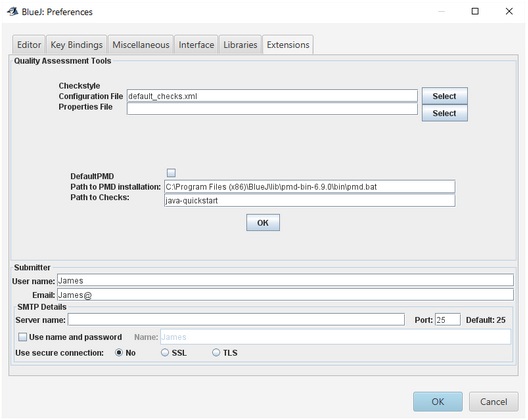 BlueJ: Preferences
Editor Key Bindings Miscellaneous Interface Libraries Extensions
Quality Assessment Tools
Checkstyle
Configuration File default_checks.xml Select
Properties File Select
DefaultPMD
Path to PMD installation: C:\Program Files (x86)\BlueJ\lib\pmd-bin-6.9.0\bin\pmd.bat
Path to Checks: java-quickstart
OK
Submitter
User name: James
Email: James@
SMTP Details
Server name: Port: 25 Default: 25
Use name and password Name: James
Use secure connection: No SSL TLS
OK Cancel